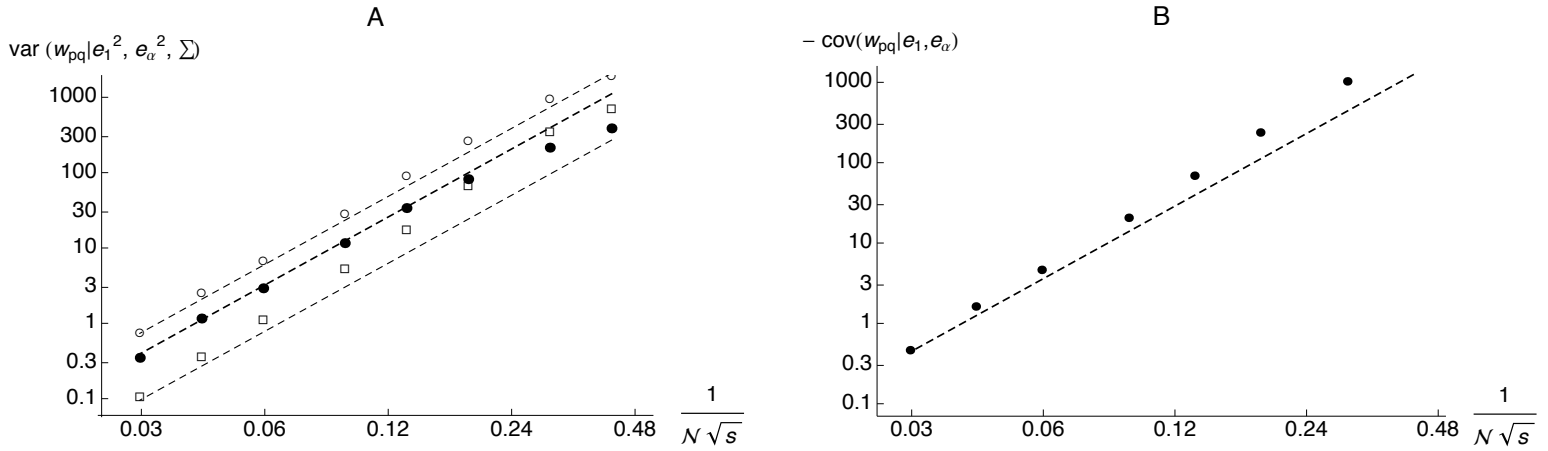 A
var (w_pq|e_1^2, e_α^2, Σ)
1000
300
100
30
10
3
1
0.3
0.1
0.03 0.06 0.12 0.24 0.48
1
N √s
B
– cov(w_pq|e_1,e_α)
1000
300
100
30
10
3
1
0.3
0.1
0.03 0.06 0.12 0.24 0.48
1
N √s